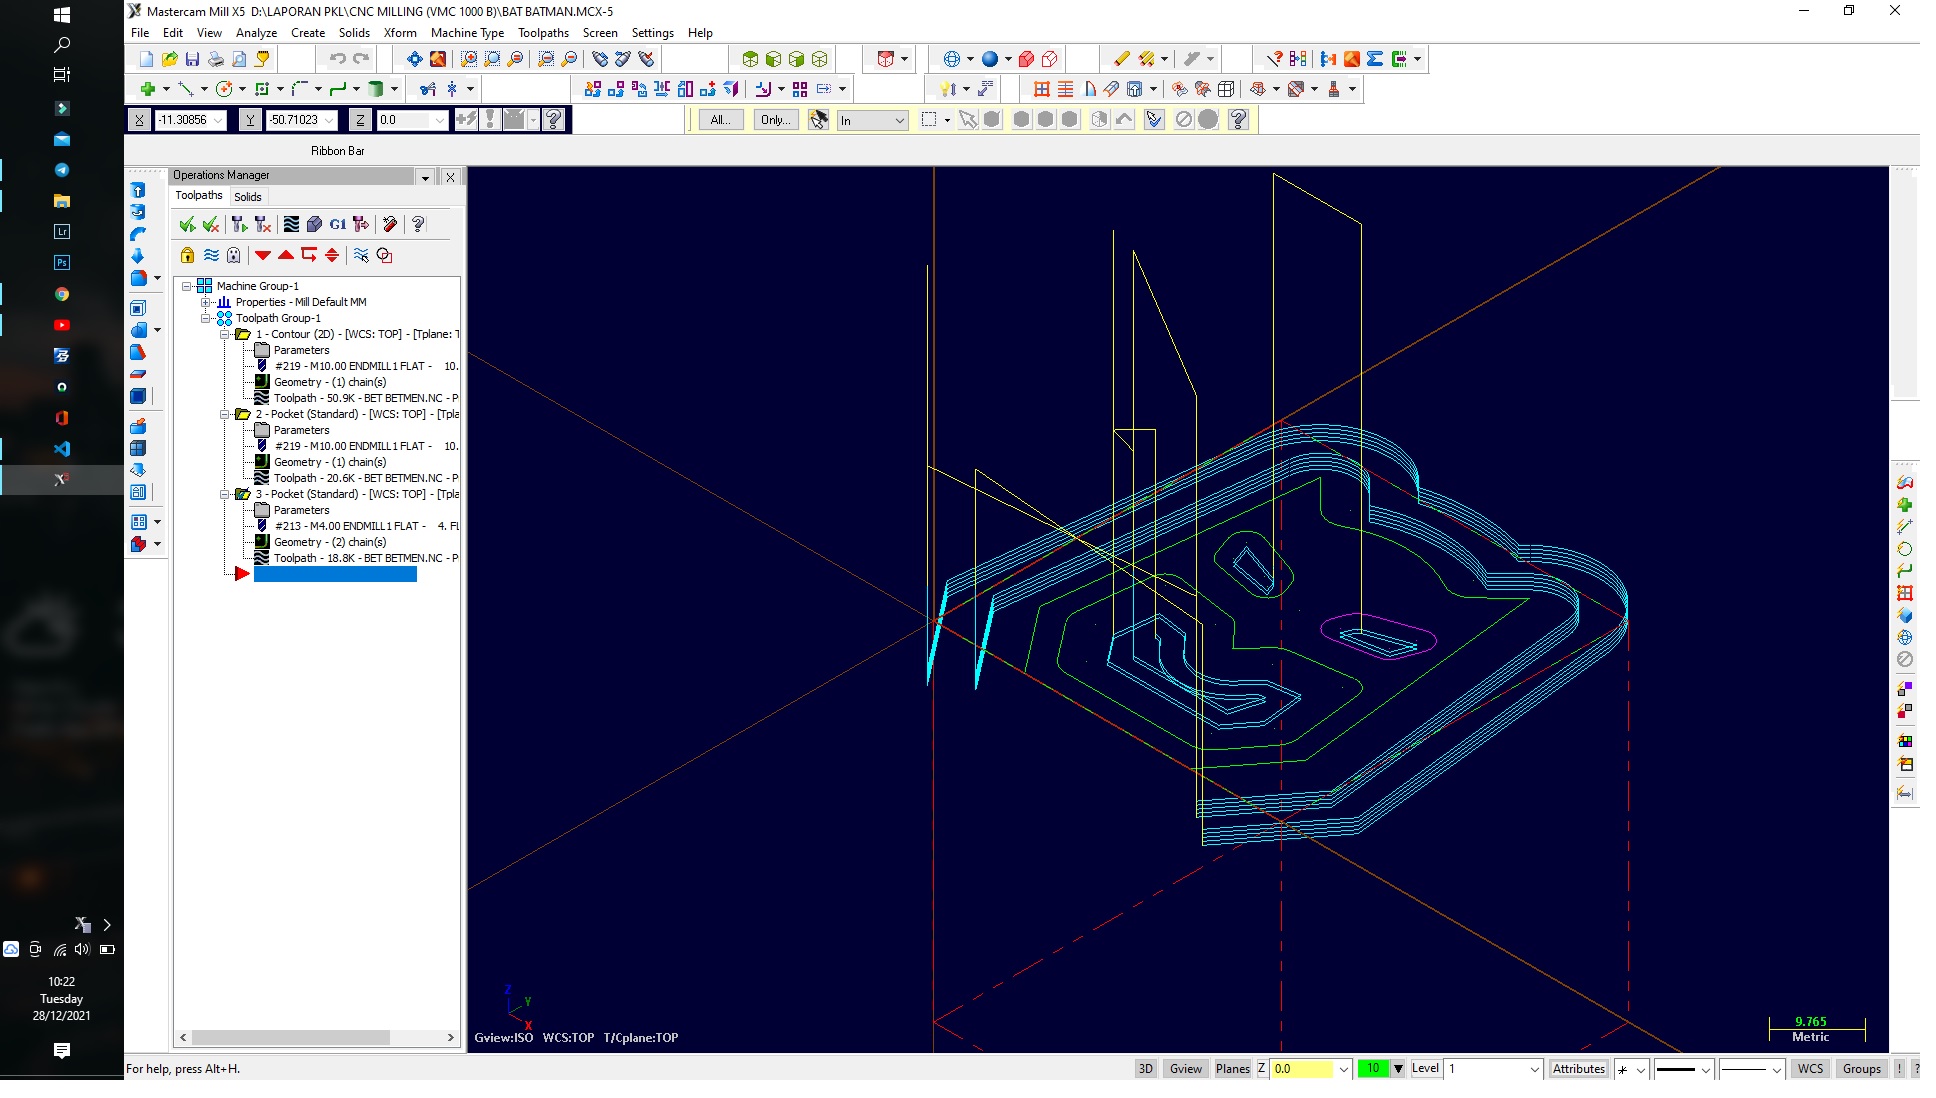 Mastercam Mill X5 D:\LAPORAN PKL\CNC MILLING (VMC 1000 B)\BAT BATMAN.MCX-5
File Edit View Analyze Create Solids Xform Machine Type Toolpaths Screen Settings Help
X -11.30856 Y -50.71023 Z 0.0 All... Only... In
Ribbon Bar
Operations Manager
Toolpaths Solids
G1
Machine Group-1
Properties - Mill Default MM
Toolpath Group-1
1 - Contour (2D) - [WCS: TOP] - [Tplane: T
Parameters
#219 - M10.00 ENDMILL1 FLAT - 10.
Geometry - (1) chain(s)
Toolpath - 50.9K - BET BETMEN.NC - P
2 - Pocket (Standard) - [WCS: TOP] - [Tpla
Parameters
#219 - M10.00 ENDMILL1 FLAT - 10.
Geometry - (1) chain(s)
Toolpath - 20.6K - BET BETMEN.NC - P
3 - Pocket (Standard) - [WCS: TOP] - [Tpla
Parameters
#213 - M4.00 ENDMILL1 FLAT - 4. FL
Geometry - (2) chain(s)
Toolpath - 18.8K - BET BETMEN.NC - P
Lr
Ps
10:22
Tuesday
28/12/2021
Z
Y
X
Gview:ISO WCS:TOP T/Cplane:TOP
9.765
Metric
For help, press Alt+H.
3D Gview Planes Z 0.0 10 Level 1 Attributes WCS Groups ! ?